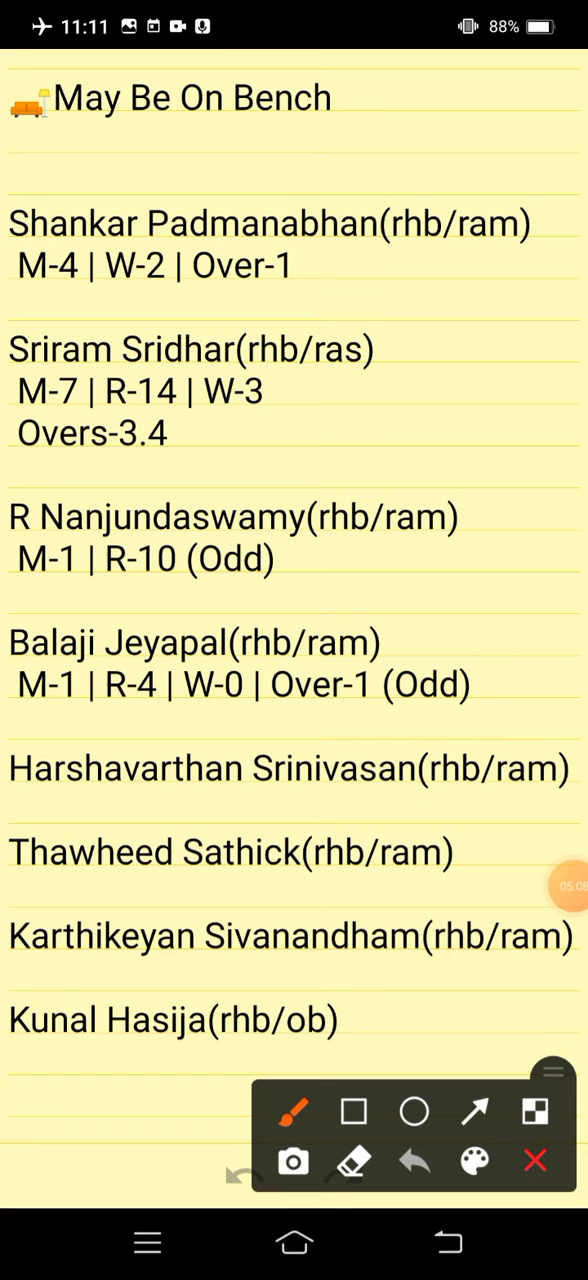 11:11
88%
May Be On Bench
Shankar Padmanabhan(rhb/ram)
M-4 | W-2 | Over-1
Sriram Sridhar(rhb/ras)
M-7 | R-14 | W-3
Overs-3.4
R Nanjundaswamy(rhb/ram)
M-1 | R-10 (Odd)
Balaji Jeyapal(rhb/ram)
M-1 | R-4 | W-0 | Over-1 (Odd)
Harshavarthan Srinivasan(rhb/ram)
Thawheed Sathick(rhb/ram)
05:08
Karthikeyan Sivanandham(rhb/ram)
Kunal Hasija(rhb/ob)